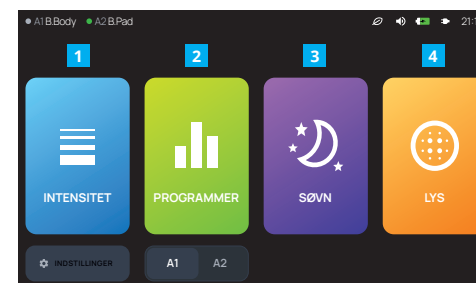 A1 B.Body A2 B.Pad 21:1
1 2 3 4
INTENSITET PROGRAMMER SØVN LYS
INDSTILLINGER A1 A2